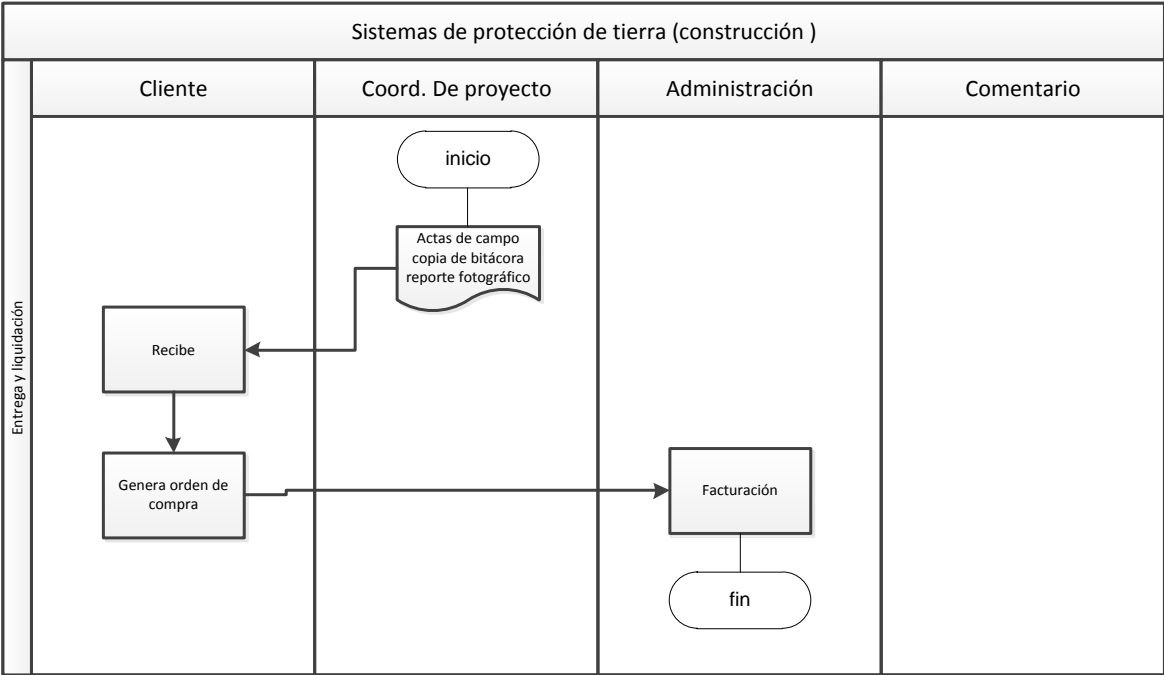 Sistemas de protección de tierra (construcción )
Cliente
Coord. De proyecto
Administración
Comentario
Entrega y liquidación
inicio
Actas de campo
copia de bitácora
reporte fotográfico
Recibe
Genera orden de
compra
Facturación
fin